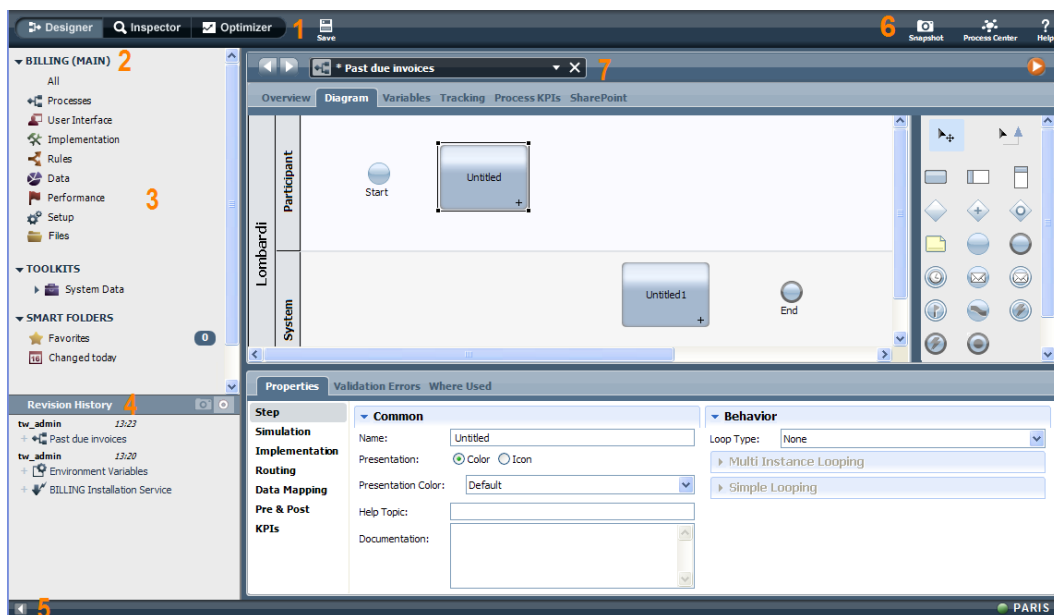 Designer Inspector Optimizer 1 Save 6 Snapshot Process Center Help
BILLING (MAIN) 2
All
Processes
User Interface
Implementation
Rules
Data
Performance
3
Setup
Files
TOOLKITS
System Data
SMART FOLDERS
Favorites 0
16 Changed today
Revision History 4
tw_admin 13:23
+ Past due invoices
tw_admin 13:20
+ Environment Variables
+ BILLING Installation Service
5
* Past due invoices 7
Overview Diagram Variables Tracking Process KPIs SharePoint
Lombardi
Participant
Start
Untitled
+
System
Untitled1
+
End
Properties Validation Errors Where Used
Step
Simulation
Implementation
Routing
Data Mapping
Pre & Post
KPIs
Common
Name: Untitled
Presentation: Color Icon
Presentation Color: Default
Help Topic:
Documentation:
Behavior
Loop Type: None
Multi Instance Looping
Simple Looping
PARIS